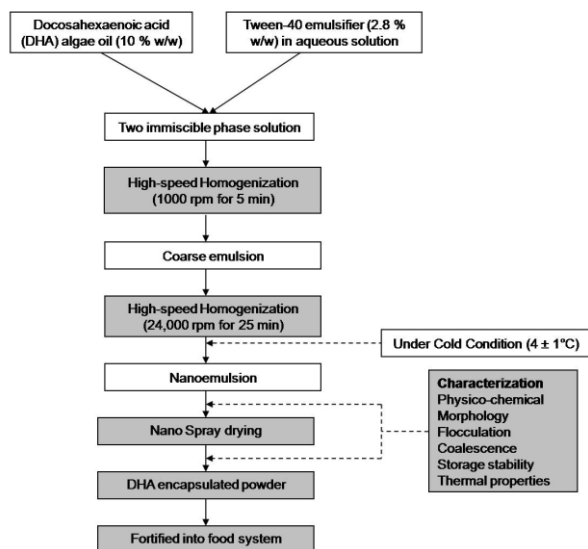 Docosahexaenoic acid
(DHA) algae oil (10 % w/w)
Tween-40 emulsifier (2.8 %
w/w) in aqueous solution
Two immiscible phase solution
High-speed Homogenization
(1000 rpm for 5 min)
Coarse emulsion
High-speed Homogenization
(24,000 rpm for 25 min)
Under Cold Condition (4 ± 1°C)
Nanoemulsion
Characterization
Physico-chemical
Morphology
Flocculation
Coalescence
Storage stability
Thermal properties
Nano Spray drying
DHA encapsulated powder
Fortified into food system